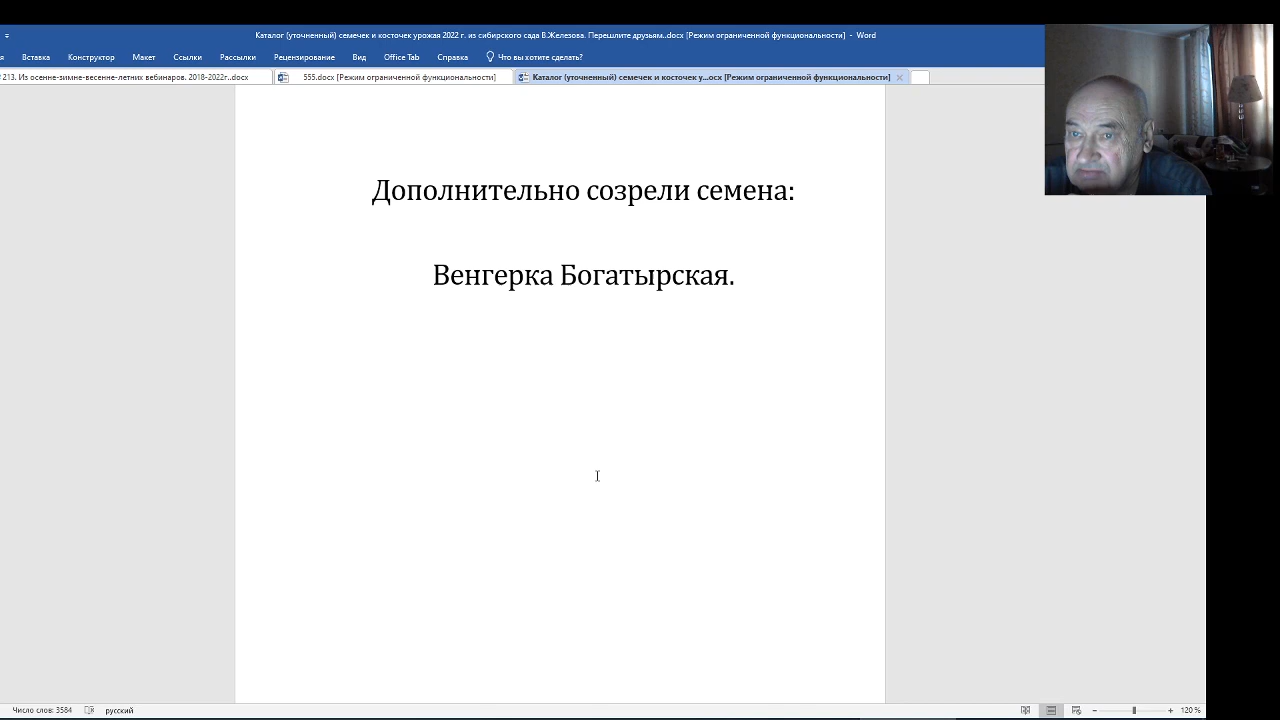 Каталог (уточненный) семечек и косточек урожая 2022 г. из сибирского сада В.Железова. Перешлите друзьям..docx [Режим ограниченной функциональности] - Word
я Вставка Конструктор Макет Ссылки Рассылки Рецензирование Вид Office Tab Справка Что вы хотите сделать?
213. Из осенне-зимне-весенне-летних вебинаров. 2018-2022г..docx 555.docx [Режим ограниченной функциональности] Каталог (уточненный) семечек и косточек у...ocx [Режим ограниченной функциональности]
Дополнительно созрели семена:
Венгерка Богатырская.
Число слов: 3584 русский 120 %